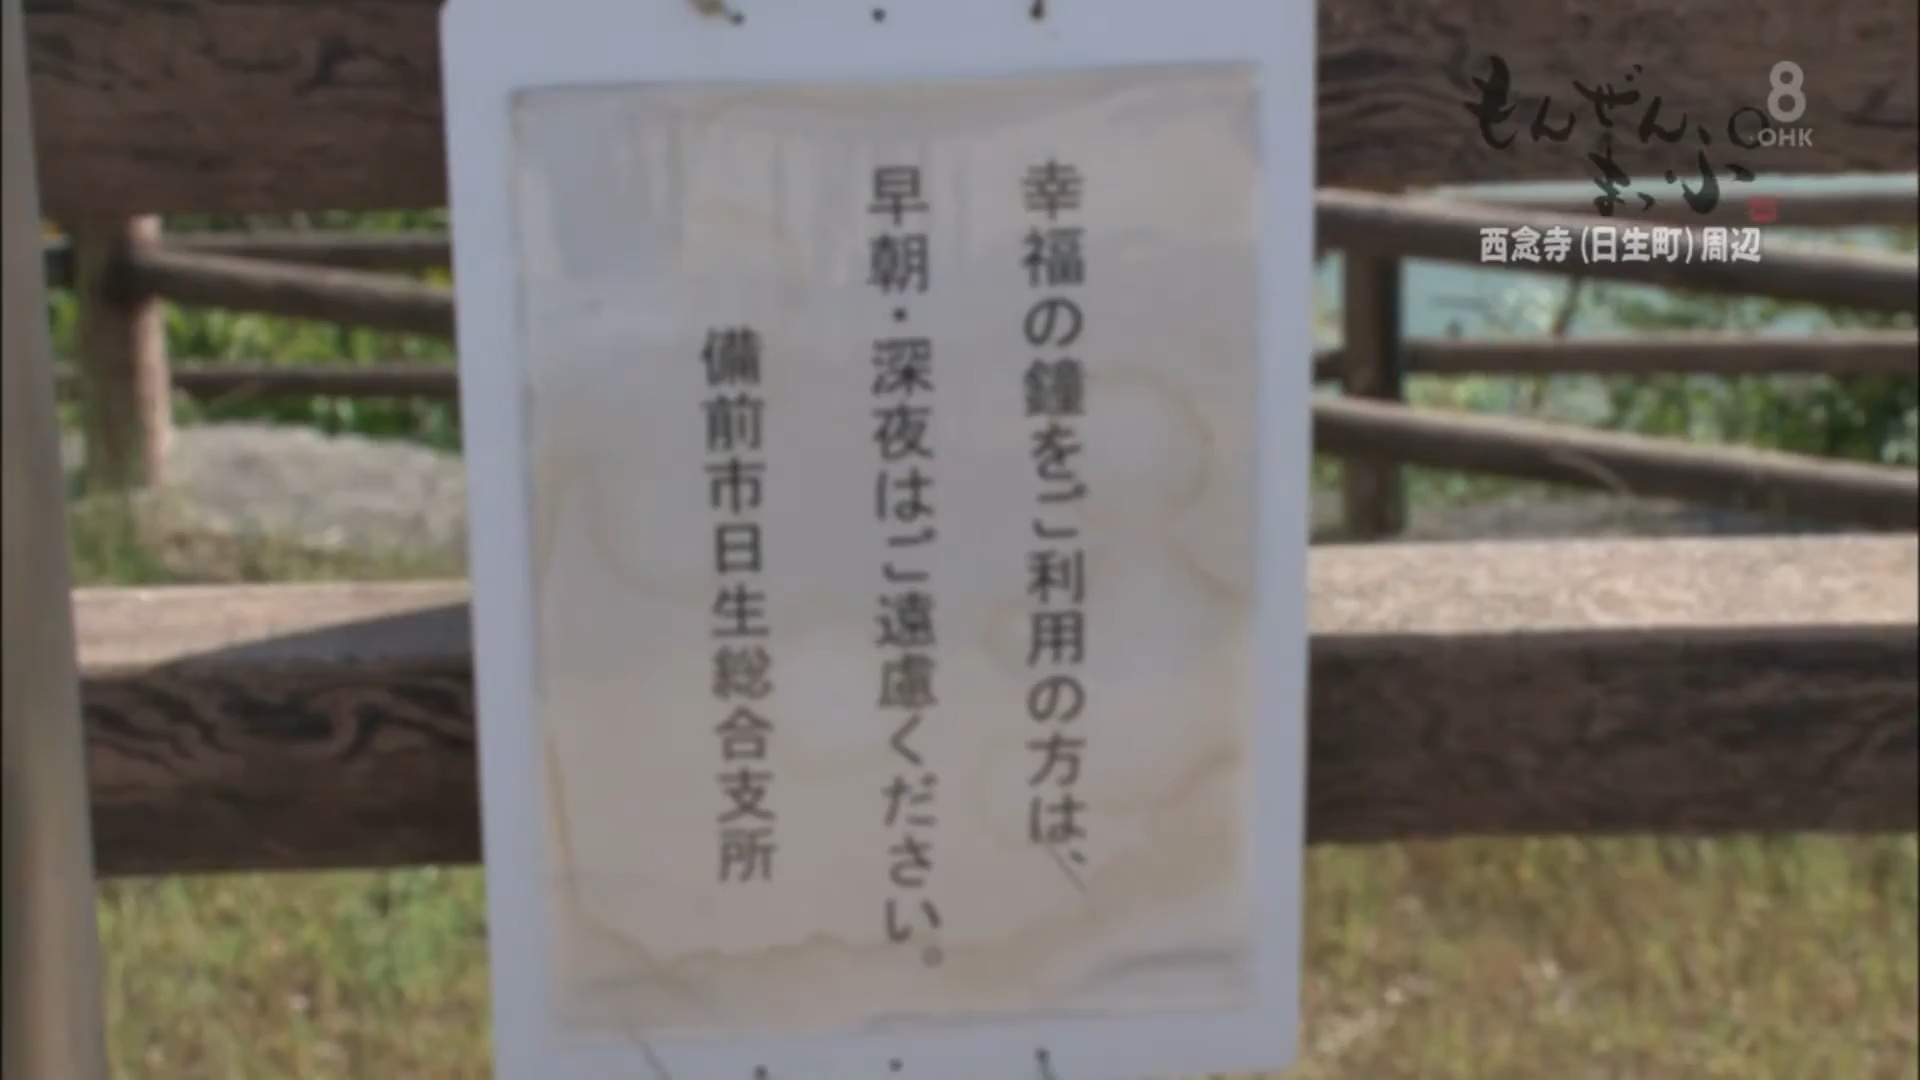 幸福の鐘をご利用の方は、
早朝・深夜はご遠慮ください。
備前市日生総合支所
もんぜん、
まっぷ
8
OHK
西念寺(日生町)周辺